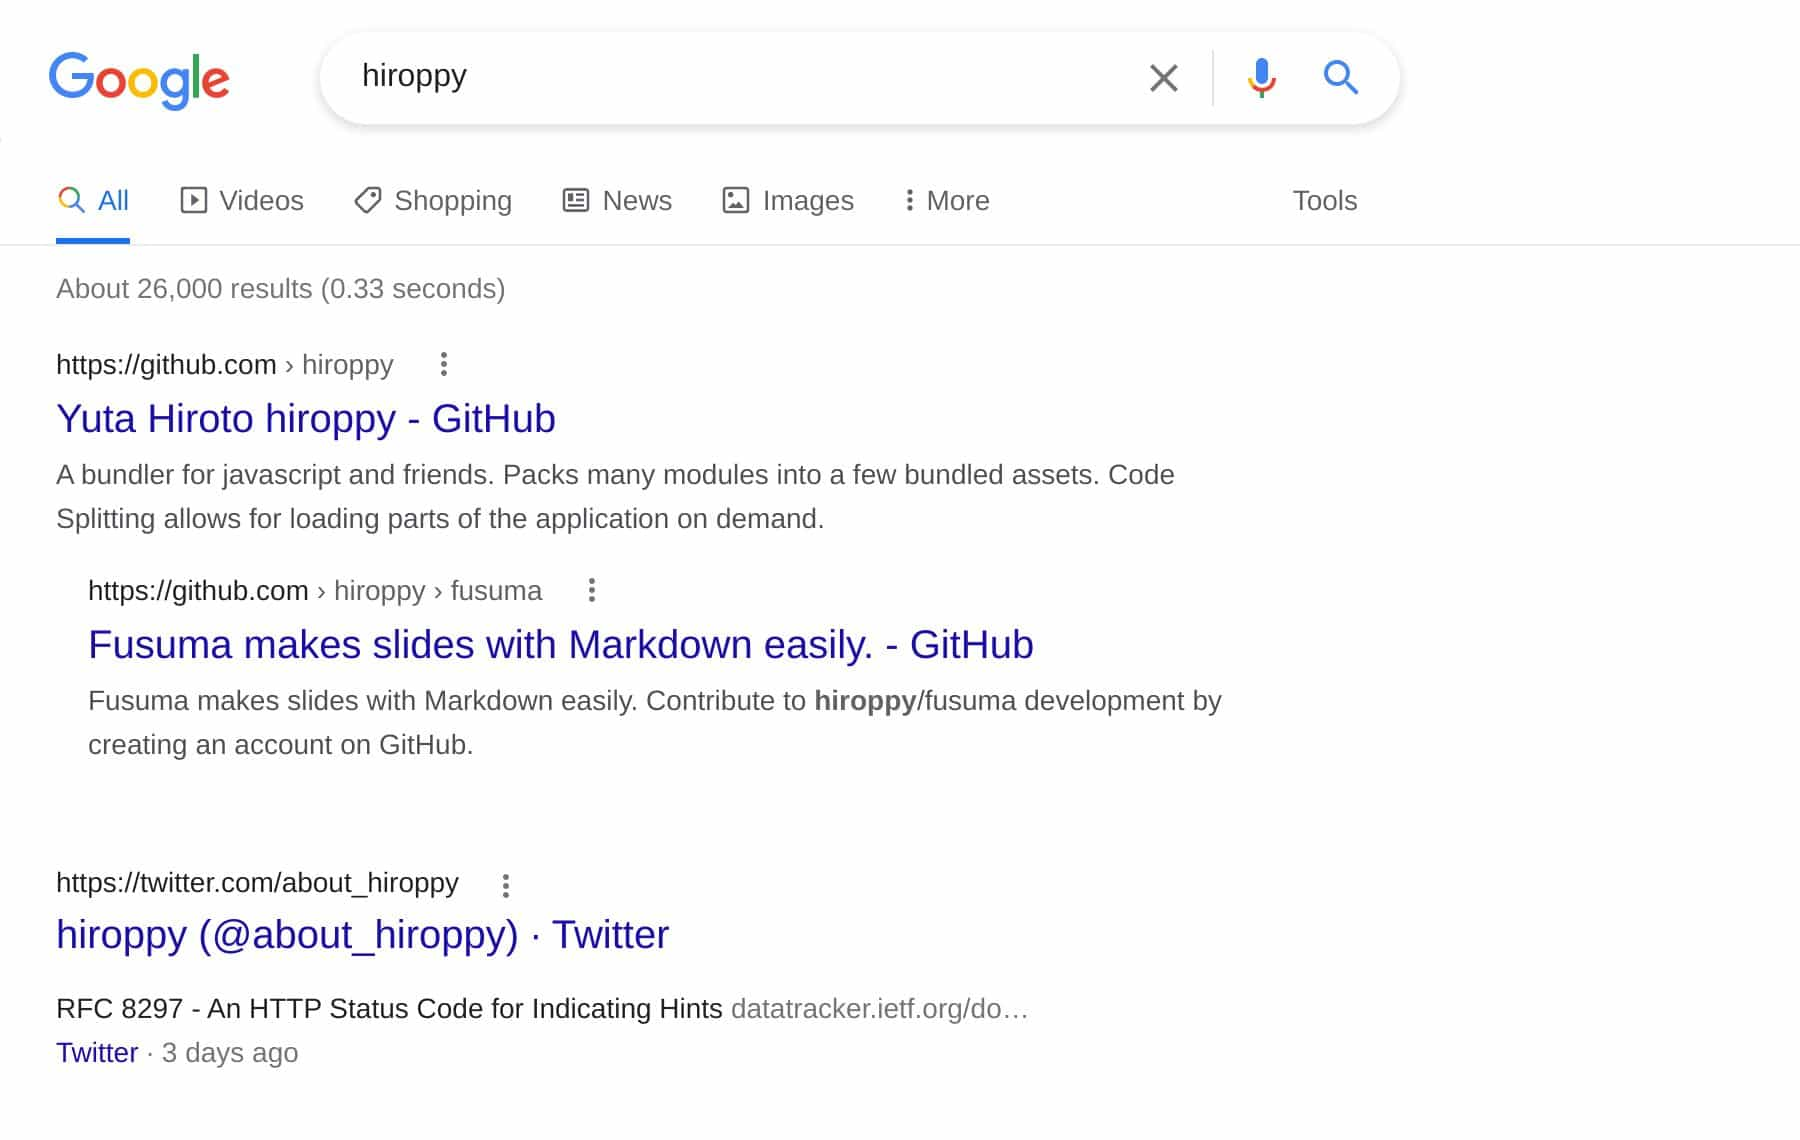 Google
hiroppy
All Videos Shopping News Images More Tools
About 26,000 results (0.33 seconds)
https://github.com › hiroppy
Yuta Hiroto hiroppy - GitHub
A bundler for javascript and friends. Packs many modules into a few bundled assets. Code
Splitting allows for loading parts of the application on demand.
https://github.com › hiroppy › fusuma
Fusuma makes slides with Markdown easily. - GitHub
Fusuma makes slides with Markdown easily. Contribute to hiroppy/fusuma development by
creating an account on GitHub.
https://twitter.com/about_hiroppy
hiroppy (@about_hiroppy) · Twitter
RFC 8297 - An HTTP Status Code for Indicating Hints datatracker.ietf.org/do…
Twitter · 3 days ago